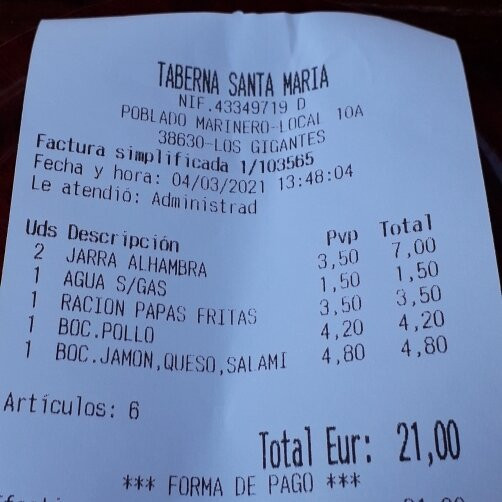 TABERNA SANTA MARIA
NIF.43349719 D
POBLADO MARINERO-LOCAL 10A
38630-LOS GIGANTES
Factura simplificada 1/103565
Fecha y hora: 04/03/2021 13:48:04
Le atendió: Administrad
Uds Descripción Pvp Total
2 JARRA ALHAMBRA 3,50 7,00
1 AGUA S/GAS 1,50 1,50
1 RACION PAPAS FRITAS 3,50 3,50
1 BOC.POLLO 4,20 4,20
1 BOC.JAMON,QUESO,SALAMI 4,80 4,80
Artículos: 6
Total Eur: 21,00
*** FORMA DE PAGO ***